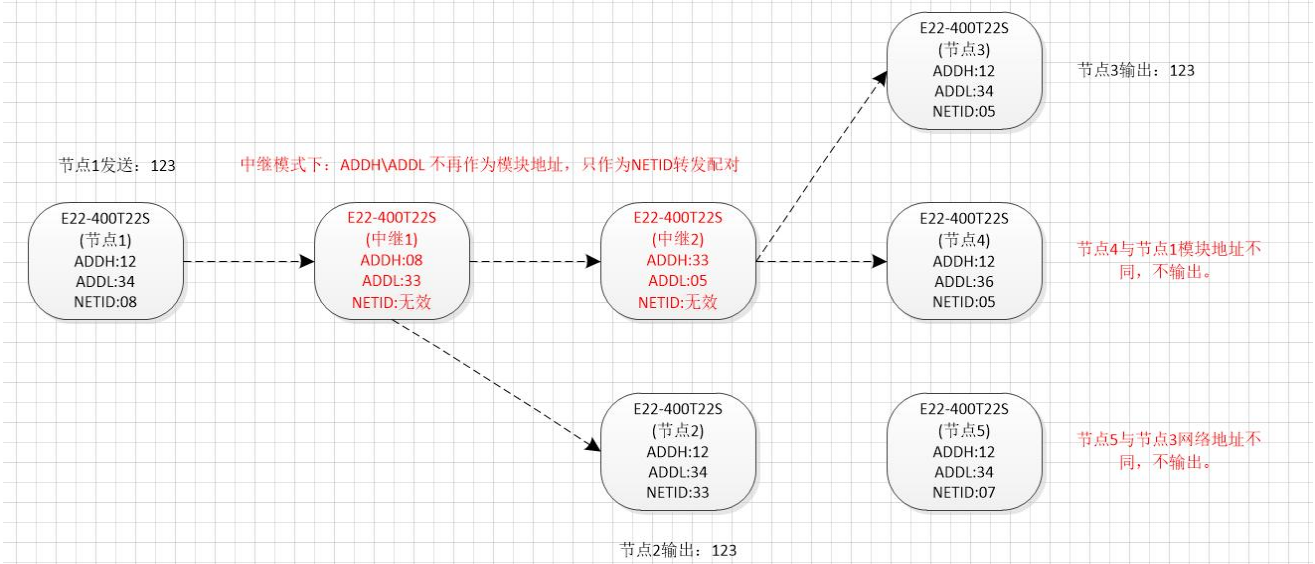 E22-400T22S
(节点3)
ADDH:12
ADDL:34
NETID:05
节点3输出：123
节点1发送：123
中继模式下：ADDH\ADDL 不再作为模块地址，只作为NETID转发配对
E22-400T22S
(节点1)
ADDH:12
ADDL:34
NETID:08
E22-400T22S
(中继1)
ADDH:08
ADDL:33
NETID:无效
E22-400T22S
(中继2)
ADDH:33
ADDL:05
NETID:无效
E22-400T22S
(节点4)
ADDH:12
ADDL:36
NETID:05
节点4与节点1模块地址不
同，不输出。
E22-400T22S
(节点2)
ADDH:12
ADDL:34
NETID:33
E22-400T22S
(节点5)
ADDH:12
ADDL:34
NETID:07
节点5与节点3网络地址不
同，不输出。
节点2输出：123